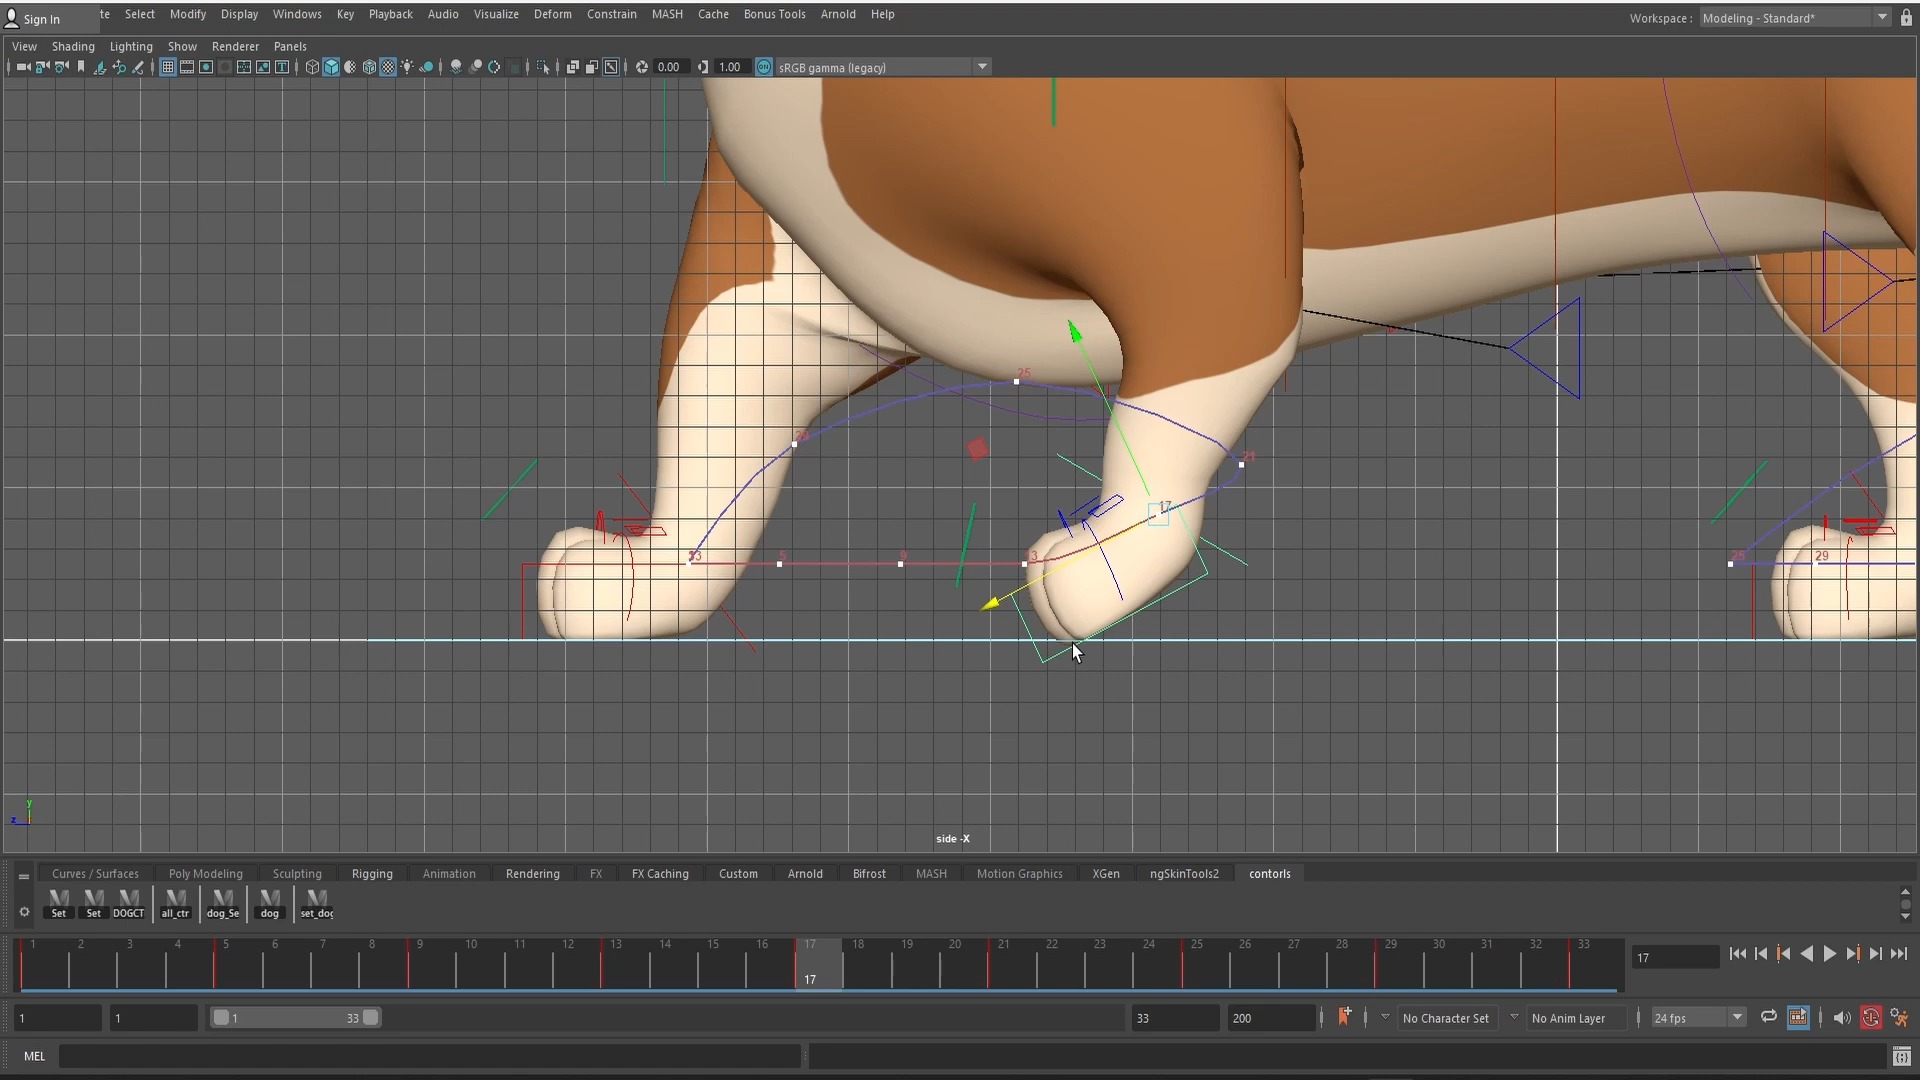 Sign In
te Select Modify Display Windows Key Playback Audio Visualize Deform Constrain MASH Cache Bonus Tools Arnold Help
Workspace : Modeling - Standard*
View Shading Lighting Show Renderer Panels
0.00 1.00 ON sRGB gamma (legacy)
25
21
17
5 9 13
25 29
y
z
side -X
Curves / Surfaces Poly Modeling Sculpting Rigging Animation Rendering FX FX Caching Custom Arnold Bifrost MASH Motion Graphics XGen ngSkinTools2 contorls
Set Set DOGCT all_ctr dog_Se dog set_dog
1 2 3 4 5 6 7 8 9 10 11 12 13 14 15 16 17 18 19 20 21 22 23 24 25 26 27 28 29 30 31 32 33
17
17
1 1 1 33 33 200 No Character Set No Anim Layer 24 fps
MEL